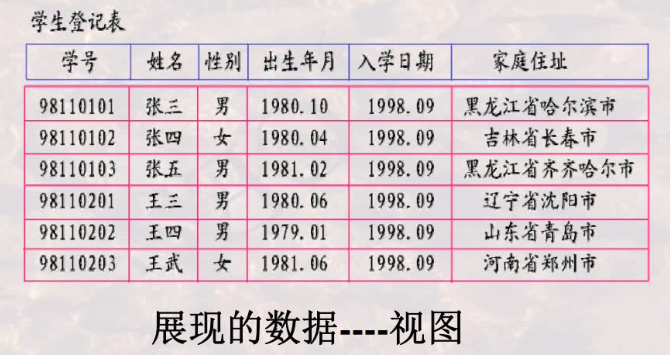 学生登记表
学号 姓名 性别 出生年月 入学日期 家庭住址
98110101 张三 男 1980.10 1998.09 黑龙江省哈尔滨市
98110102 张四 女 1980.04 1998.09 吉林省长春市
98110103 张五 男 1981.02 1998.09 黑龙江省齐齐哈尔市
98110201 王三 男 1980.06 1998.09 辽宁省沈阳市
98110202 王四 男 1979.01 1998.09 山东省青岛市
98110203 王武 女 1981.06 1998.09 河南省郑州市
展现的数据----视图